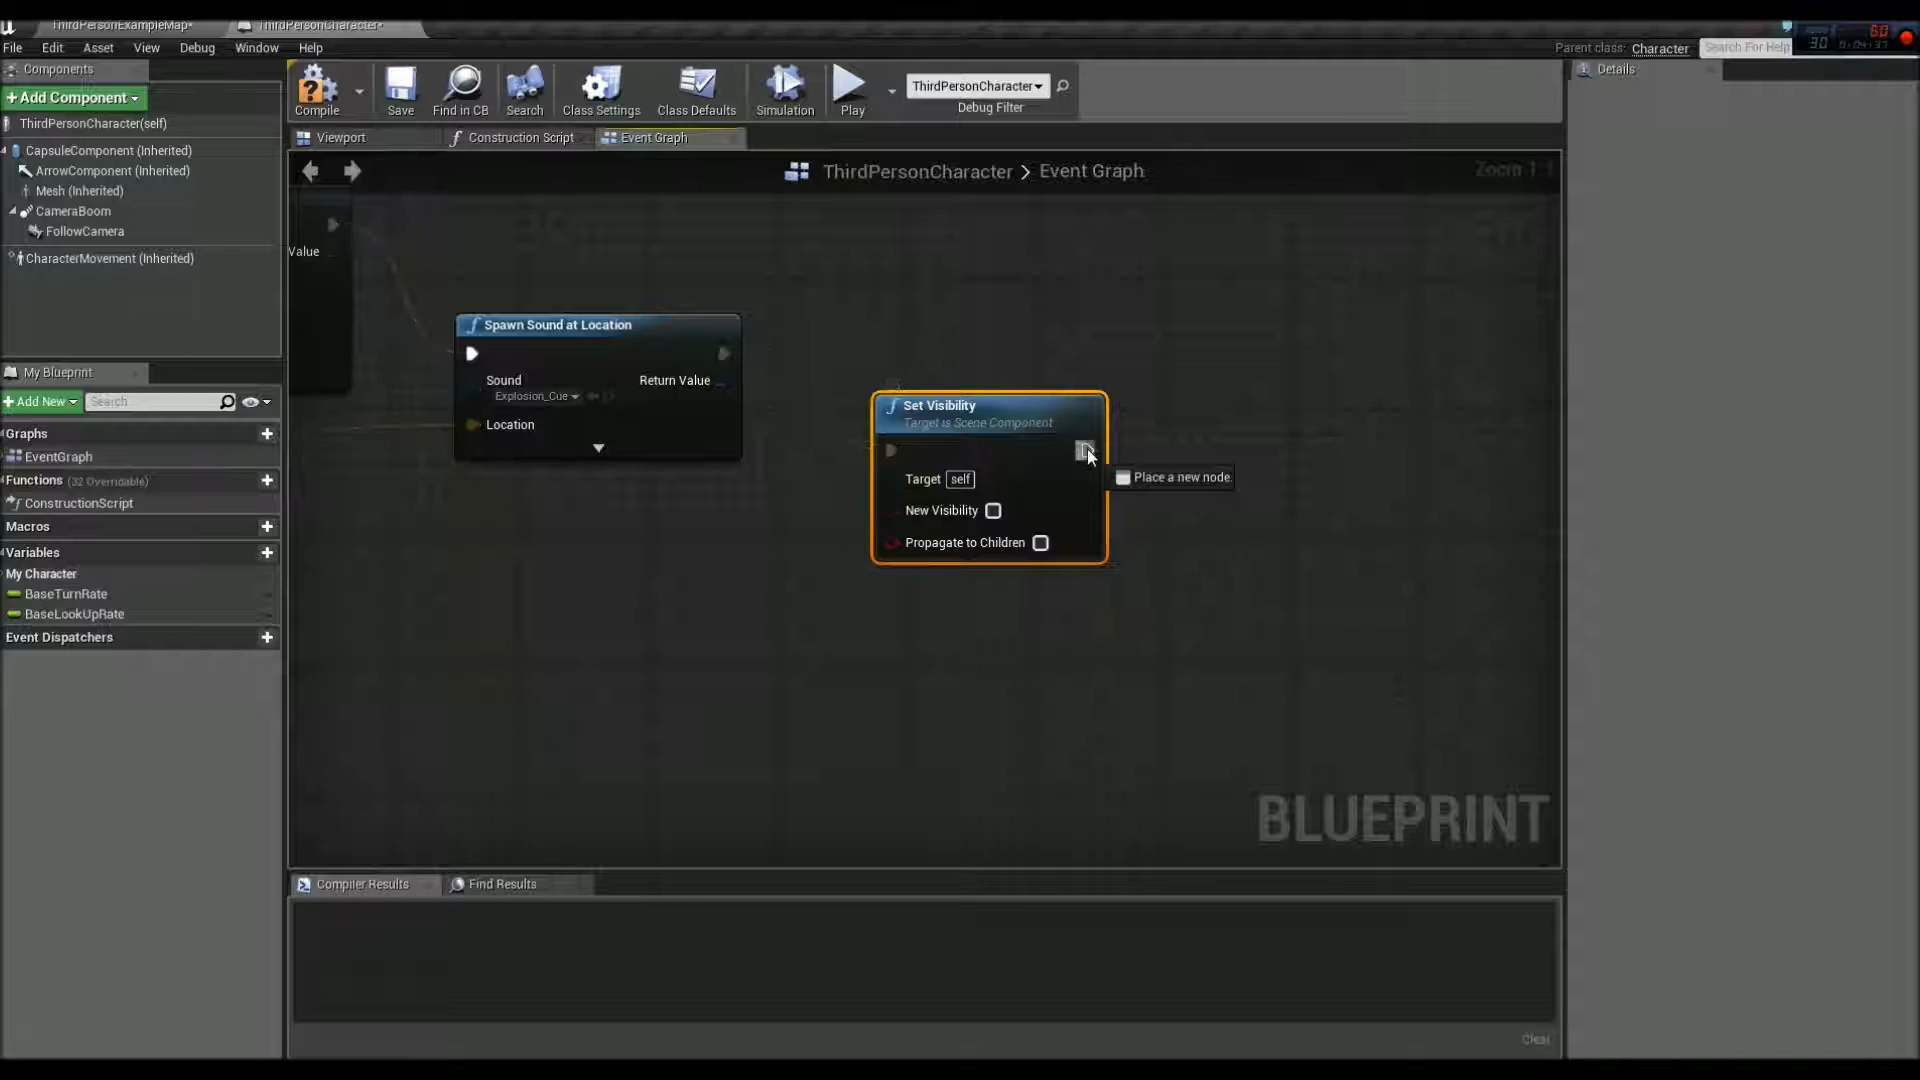 ThirdPersonExampleMap*
ThirdPersonCharacter*
File Edit Asset View Debug Window Help
Parent class: Character
Search For Help
60
30
Components
Details
+ Add Component
ThirdPersonCharacter(self)
CapsuleComponent (Inherited)
ArrowComponent (Inherited)
Mesh (Inherited)
CameraBoom
FollowCamera
CharacterMovement (Inherited)
Compile
Save
Find in CB
Search
Class Settings
Class Defaults
Simulation
Play
ThirdPersonCharacter
Debug Filter
Viewport
Construction Script
Event Graph
ThirdPersonCharacter > Event Graph
Zoom 1:1
Value
Spawn Sound at Location
Sound
Explosion_Cue
Return Value
Location
Set Visibility
Target is Scene Component
Target self
New Visibility
Propagate to Children
Place a new node.
BLUEPRINT
My Blueprint
+ Add New
Search
Graphs
EventGraph
Functions (32 Overridable)
ConstructionScript
Macros
Variables
My Character
BaseTurnRate
BaseLookUpRate
Event Dispatchers
Compiler Results
Find Results
Clear